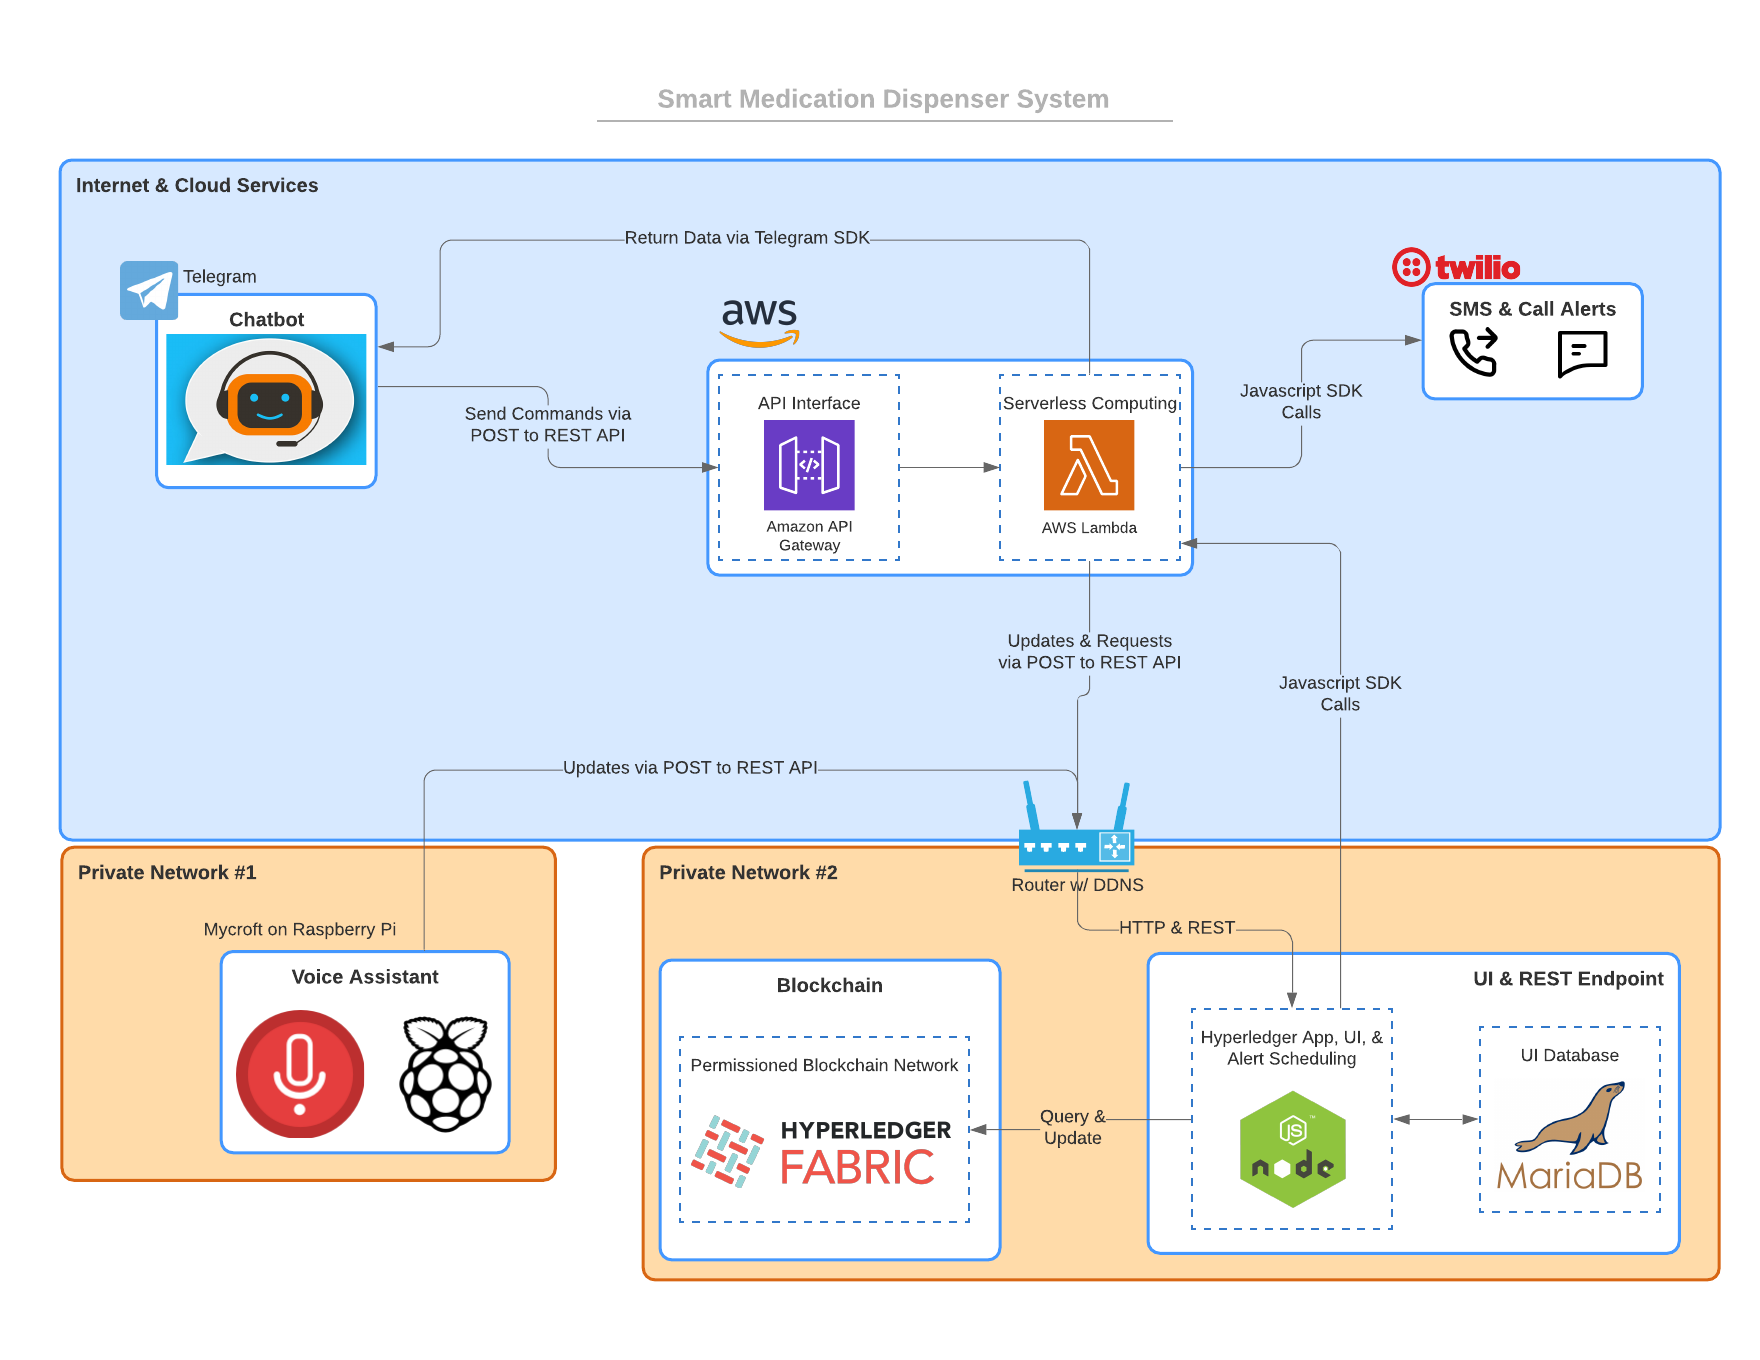 Smart Medication Dispenser System
Internet & Cloud Services
Return Data via Telegram SDK
Telegram
Chatbot
Send Commands via
POST to REST API
aws
API Interface
Amazon API
Gateway
Serverless Computing
AWS Lambda
twilio
SMS & Call Alerts
Javascript SDK
Calls
Updates & Requests
via POST to REST API
Javascript SDK
Calls
Updates via POST to REST API
Private Network #1
Mycroft on Raspberry Pi
Voice Assistant
Private Network #2
Router w/ DDNS
HTTP & REST
Blockchain
Permissioned Blockchain Network
HYPERLEDGER
FABRIC
Query &
Update
UI & REST Endpoint
Hyperledger App, UI, &
Alert Scheduling
JS
node
UI Database
MariaDB